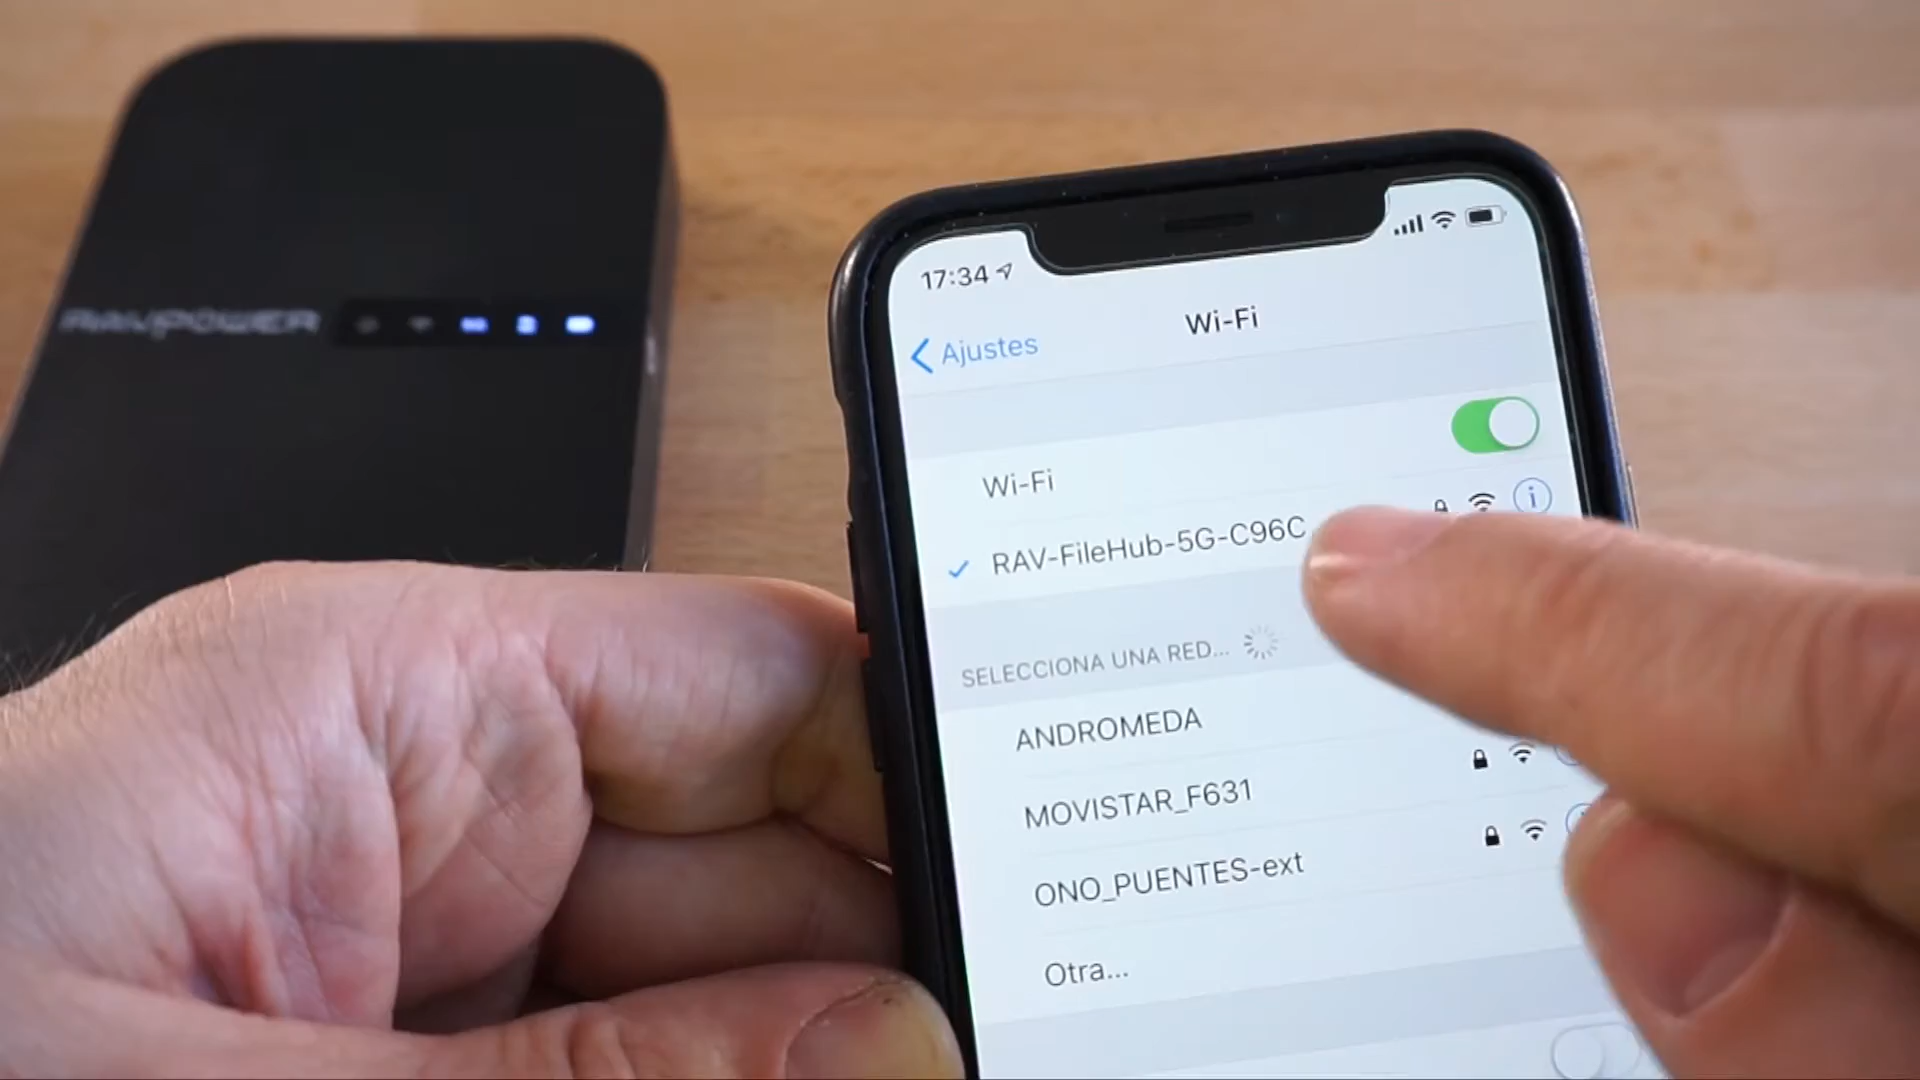 RAVPOWER
17:34
Wi-Fi
Ajustes
Wi-Fi
RAV-FileHub-5G-C96C
SELECCIONA UNA RED...
ANDROMEDA
MOVISTAR_F631
ONO_PUENTES-ext
Otra...